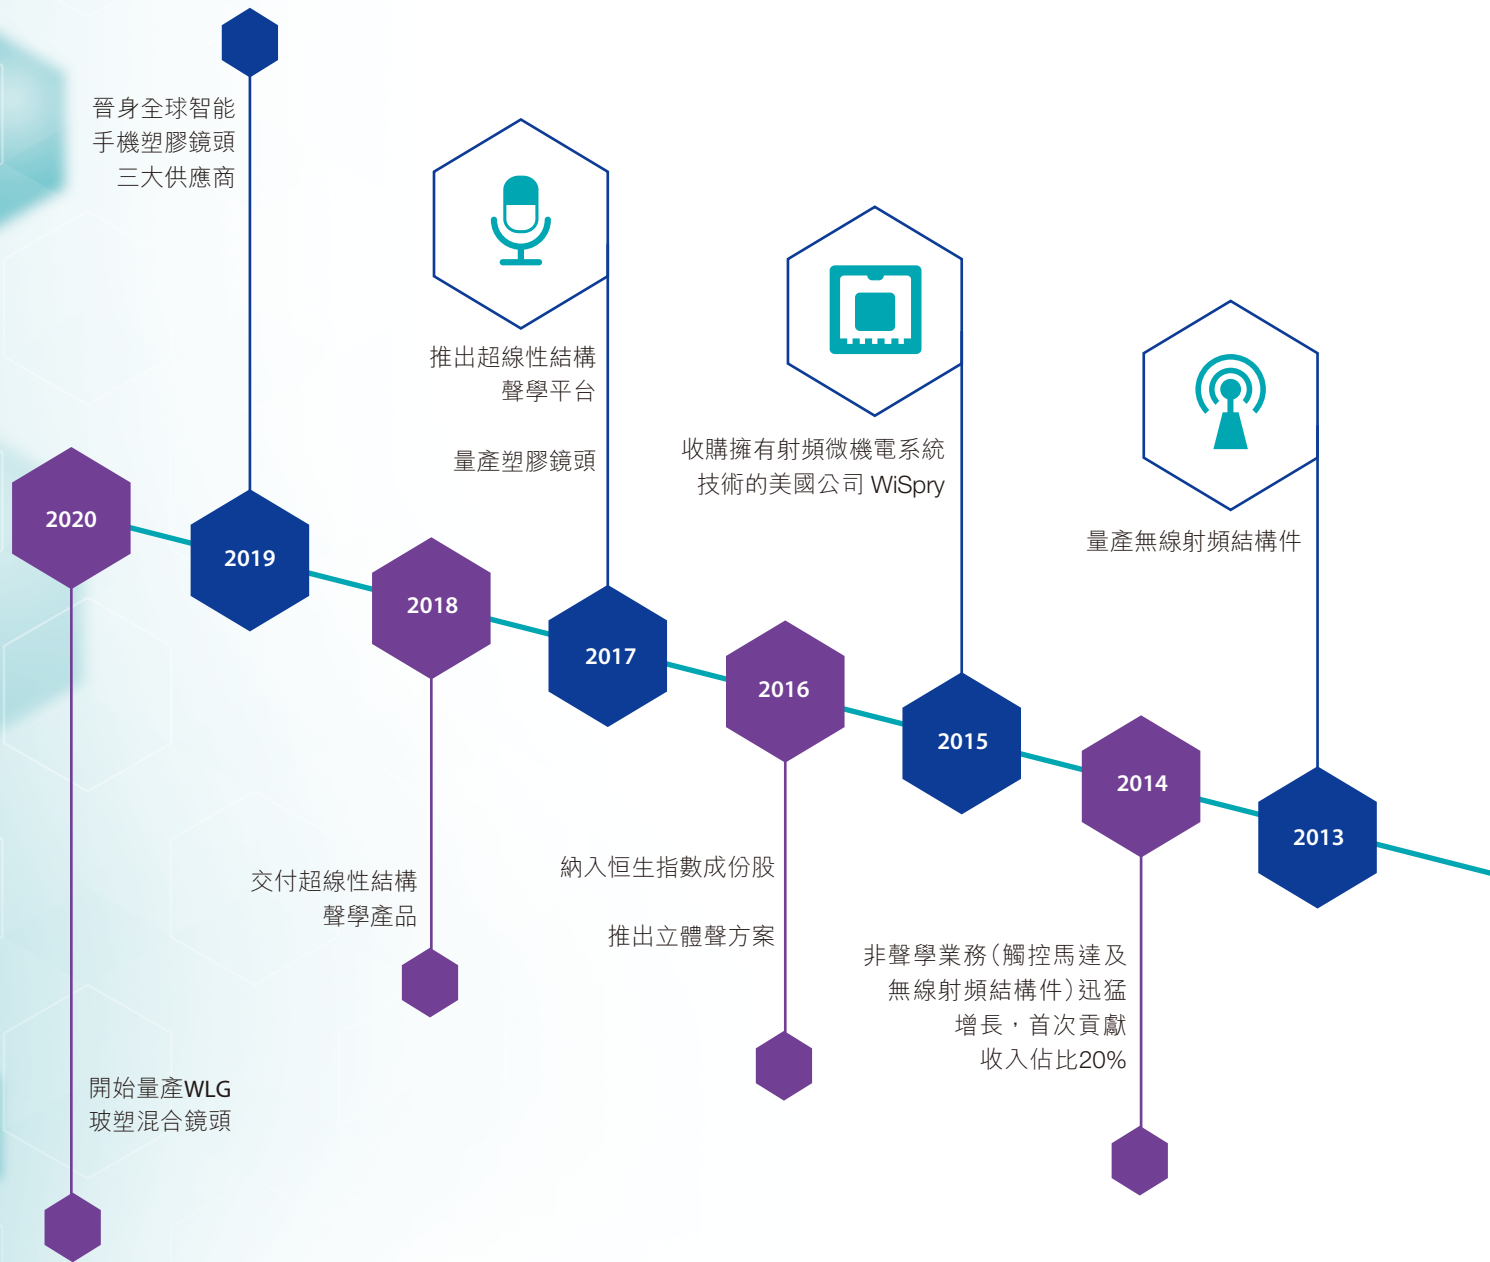 晉身全球智能
手機塑膠鏡頭
三大供應商
推出超線性結構
聲學平台
量產塑膠鏡頭
收購擁有射頻微機電系統
技術的美國公司 WiSpry
量產無線射頻結構件
2020
2019
2018
2017
2016
2015
2014
2013
交付超線性結構
聲學產品
納入恒生指數成份股
推出立體聲方案
非聲學業務(觸控馬達及
無線射頻結構件)迅猛
增長,首次貢獻
收入佔比20%
開始量產WLG
玻塑混合鏡頭